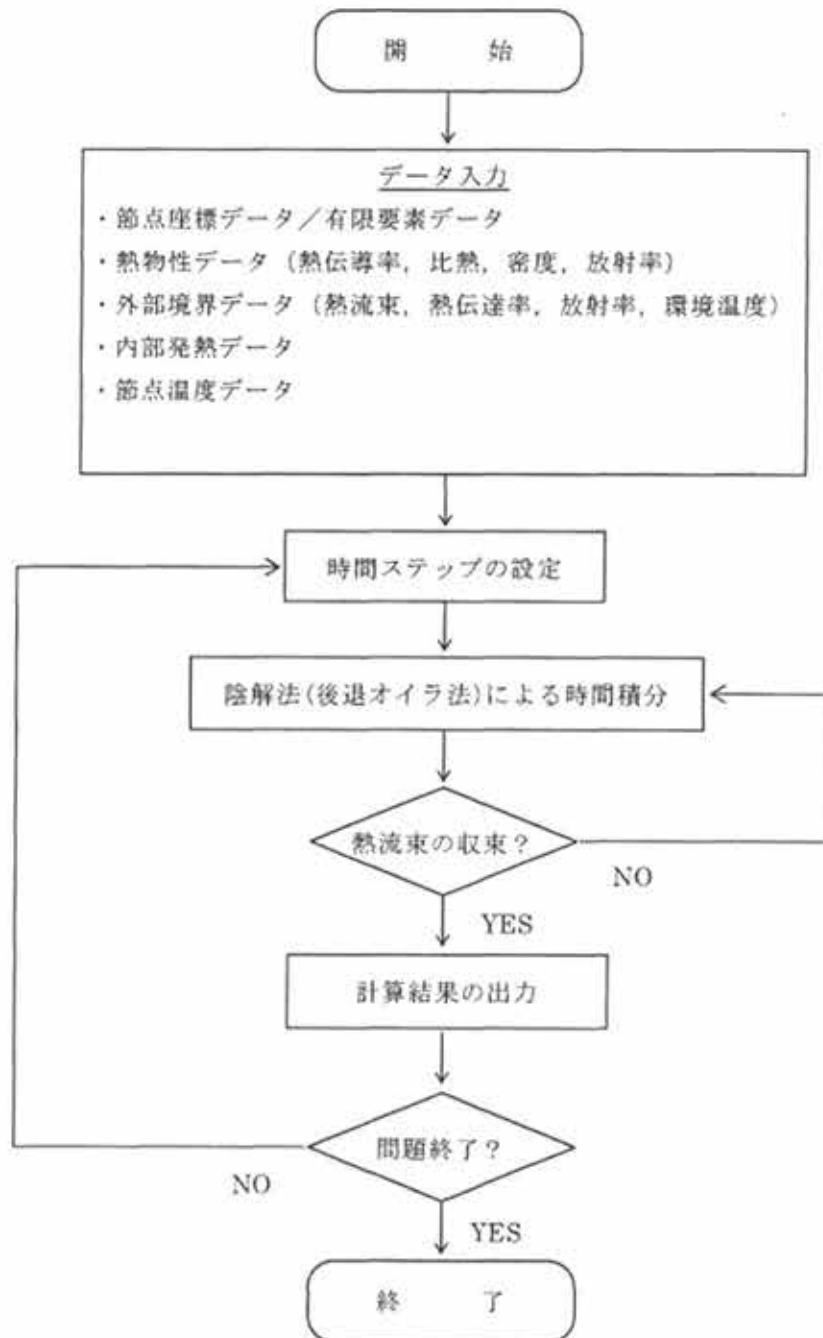 開 始
データ入力
・節点座標データ／有限要素データ
・熱物性データ（熱伝導率，比熱，密度，放射率）
・外部境界データ（熱流束，熱伝達率，放射率，環境温度）
・内部発熱データ
・節点温度データ
時間ステップの設定
陰解法(後退オイラ法)による時間積分
熱流束の収束？
NO
YES
計算結果の出力
問題終了？
NO
YES
終 了